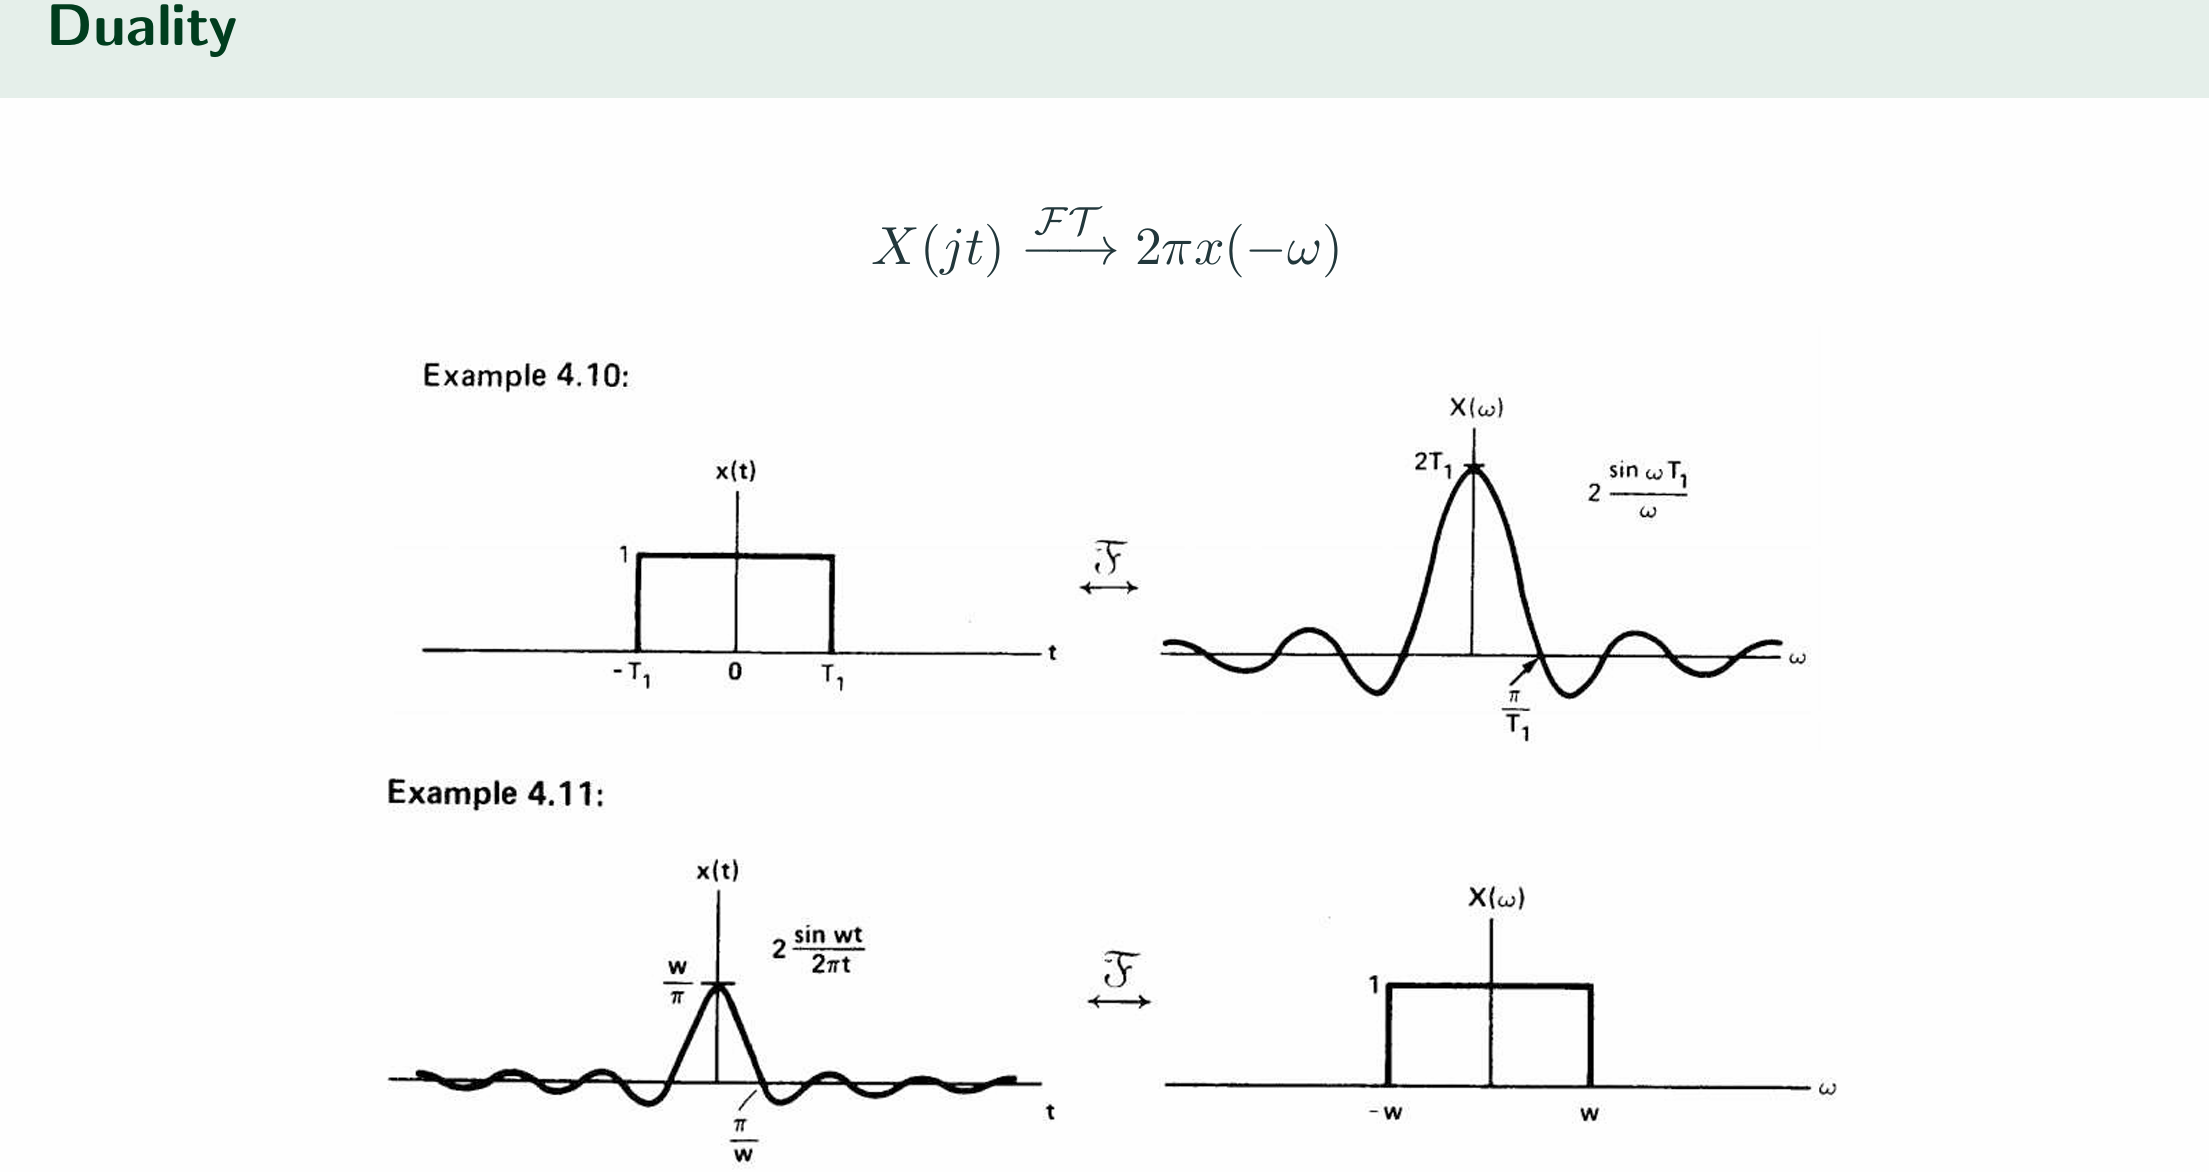 Duality
X(jt) —FT→ 2πx(−ω)
Example 4.10:
x(t)
1
-T₁ 0 T₁ t
ℱ
↔
X(ω)
2T₁
2 sin ωT₁ / ω
π / T₁
ω
Example 4.11:
x(t)
w / π
2 sin wt / 2πt
π / w
t
ℱ
↔
X(ω)
1
-w w ω